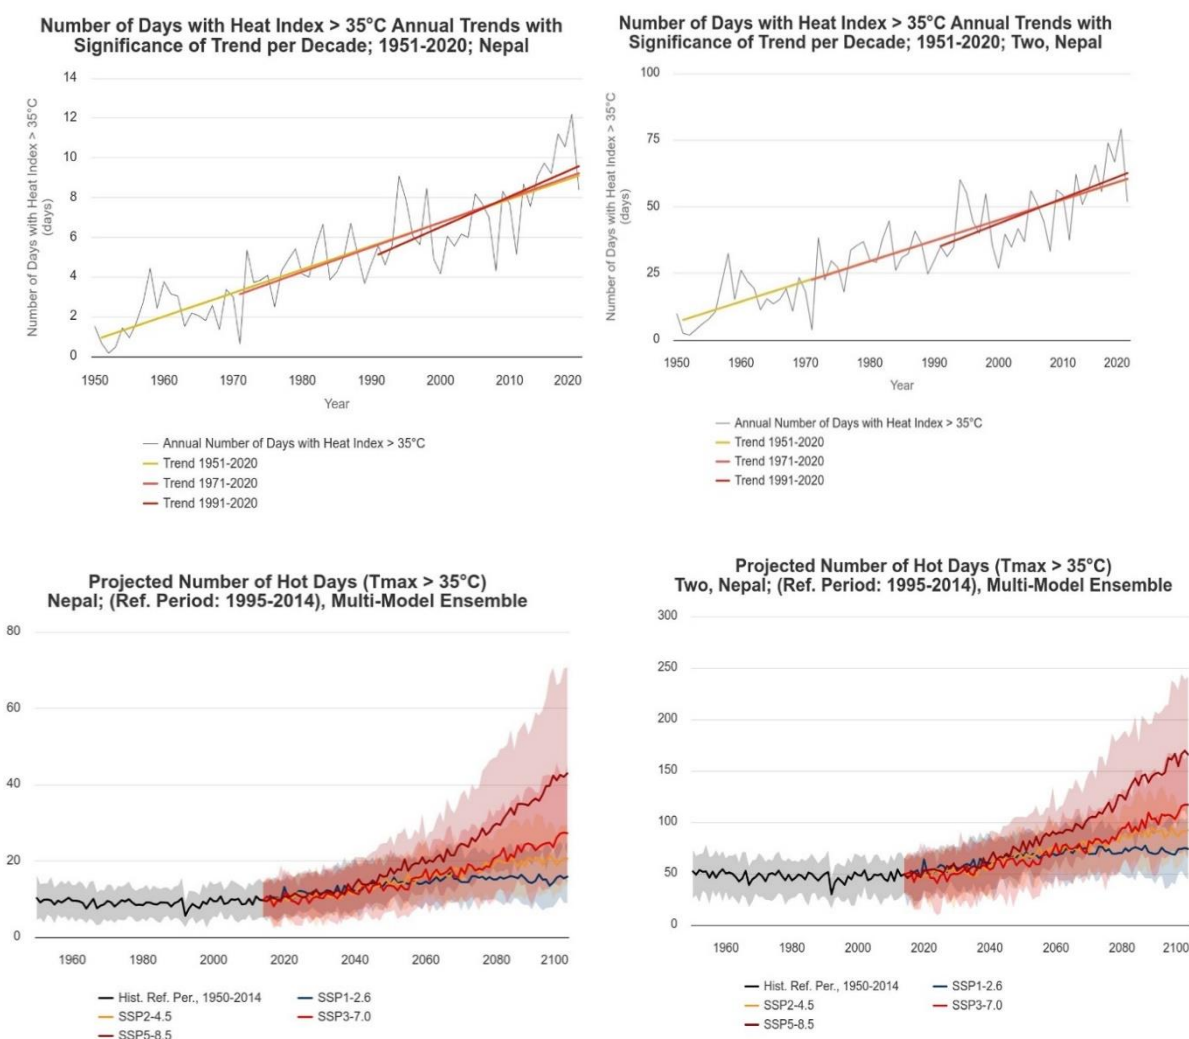 Number of Days with Heat Index > 35°C Annual Trends with
Significance of Trend per Decade; 1951-2020; Nepal
14
12
10
8
6
4
2
0
Number of Days with Heat Index > 35°C
(days)
1950 1960 1970 1980 1990 2000 2010 2020
Year
Annual Number of Days with Heat Index > 35°C
Trend 1951-2020
Trend 1971-2020
Trend 1991-2020
Number of Days with Heat Index > 35°C Annual Trends with
Significance of Trend per Decade; 1951-2020; Two, Nepal
100
75
50
25
0
Number of Days with Heat Index > 35°C
(days)
1950 1960 1970 1980 1990 2000 2010 2020
Year
Annual Number of Days with Heat Index > 35°C
Trend 1951-2020
Trend 1971-2020
Trend 1991-2020
Projected Number of Hot Days (Tmax > 35°C)
Nepal; (Ref. Period: 1995-2014), Multi-Model Ensemble
80
60
40
20
0
1960 1980 2000 2020 2040 2060 2080 2100
Hist. Ref. Per., 1950-2014 SSP1-2.6
SSP2-4.5 SSP3-7.0
SSP5-8.5
Projected Number of Hot Days (Tmax > 35°C)
Two, Nepal; (Ref. Period: 1995-2014), Multi-Model Ensemble
300
250
200
150
100
50
0
1960 1980 2000 2020 2040 2060 2080 2100
Hist. Ref. Per., 1950-2014 SSP1-2.6
SSP2-4.5 SSP3-7.0
SSP5-8.5